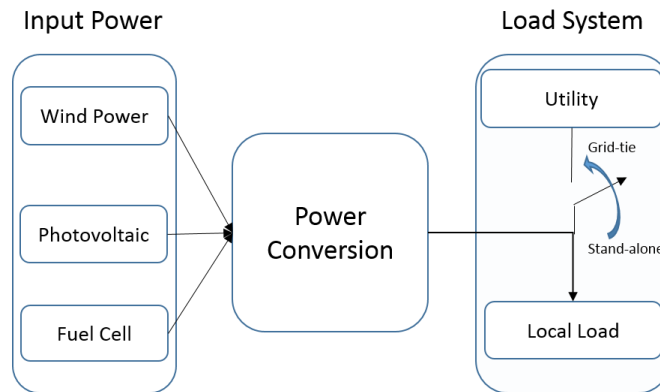 Input Power
Load System
Wind Power
Photovoltaic
Fuel Cell
Power
Conversion
Utility
Grid-tie
Stand-alone
Local Load